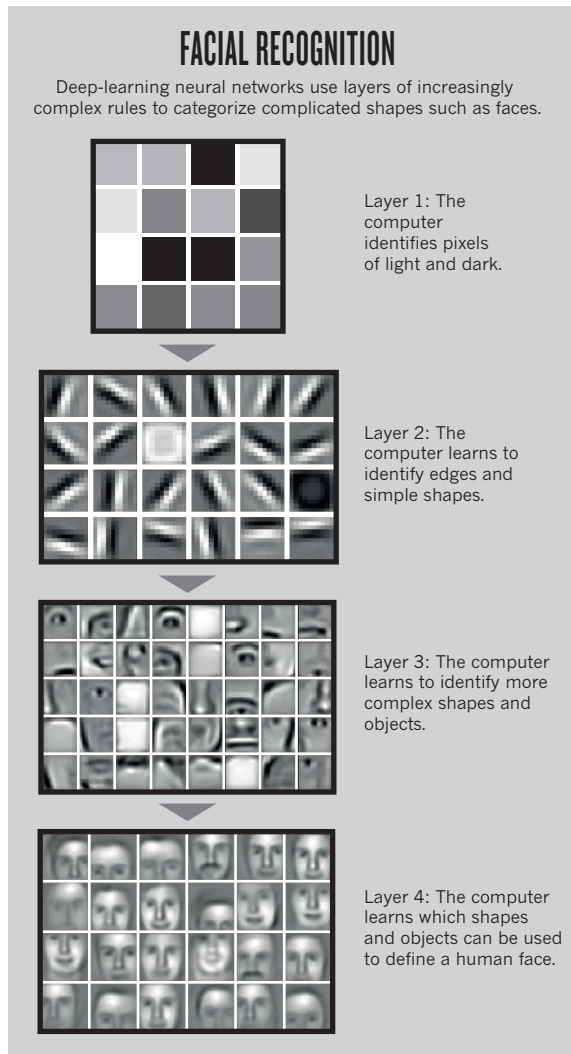 FACIAL RECOGNITION
Deep-learning neural networks use layers of increasingly
complex rules to categorize complicated shapes such as faces.
Layer 1: The
computer
identifies pixels
of light and dark.
Layer 2: The
computer learns to
identify edges and
simple shapes.
Layer 3: The computer
learns to identify more
complex shapes and
objects.
Layer 4: The computer
learns which shapes
and objects can be used
to define a human face.